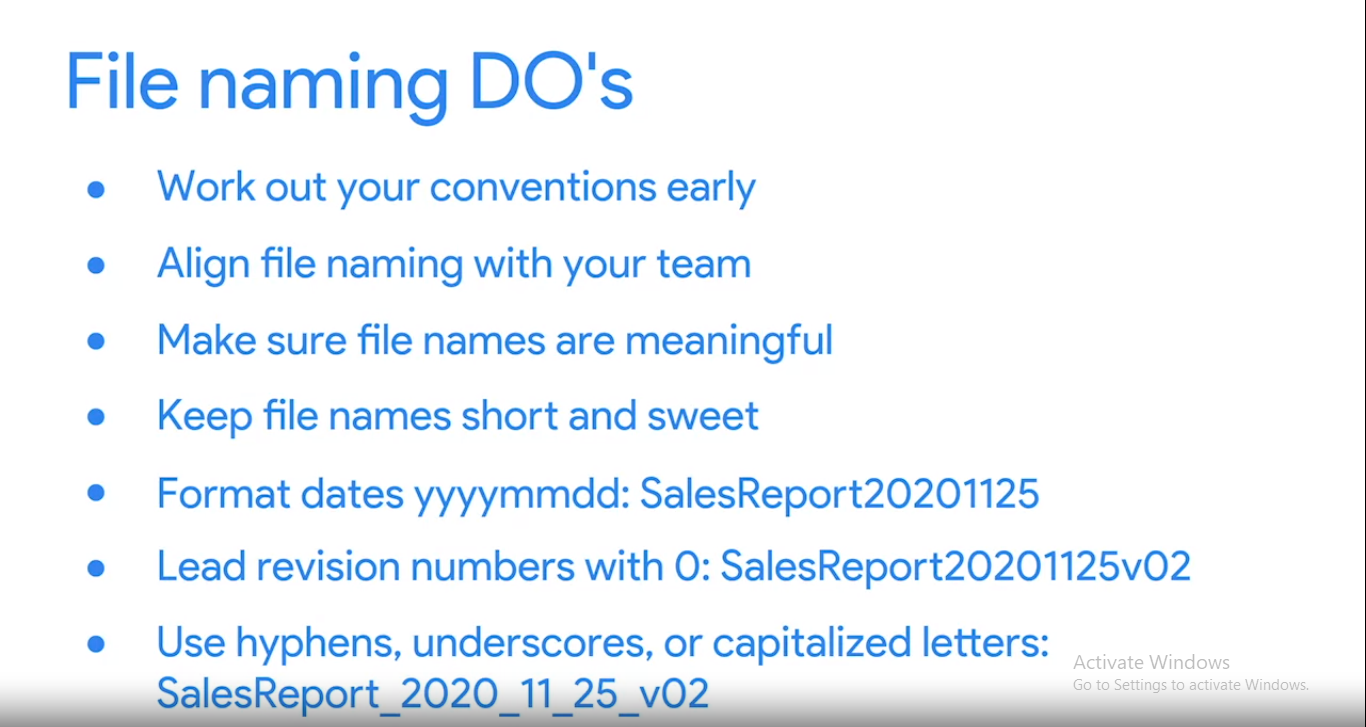 File naming DO's
● Work out your conventions early
● Align file naming with your team
● Make sure file names are meaningful
● Keep file names short and sweet
● Format dates yyyymmdd: SalesReport20201125
● Lead revision numbers with 0: SalesReport20201125v02
● Use hyphens, underscores, or capitalized letters:
SalesReport_2020_11_25_v02
Activate Windows
Go to Settings to activate Windows.